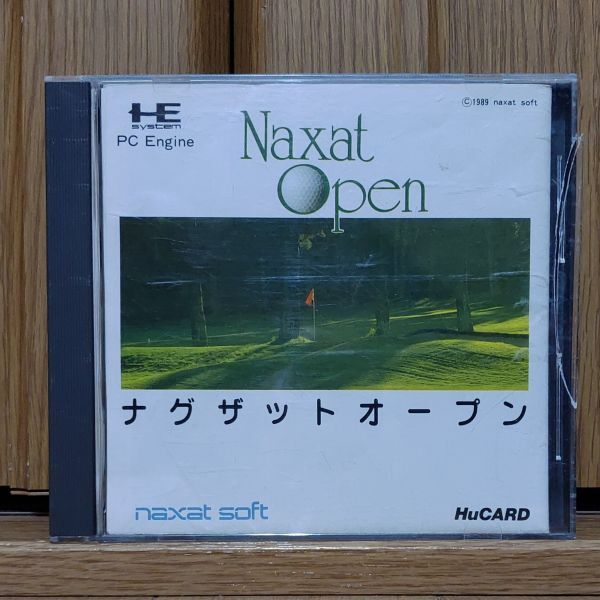 HE
system
PC Engine
©1989 naxat soft
Naxat
Open
ナグザットオープン
naxat soft
HuCARD